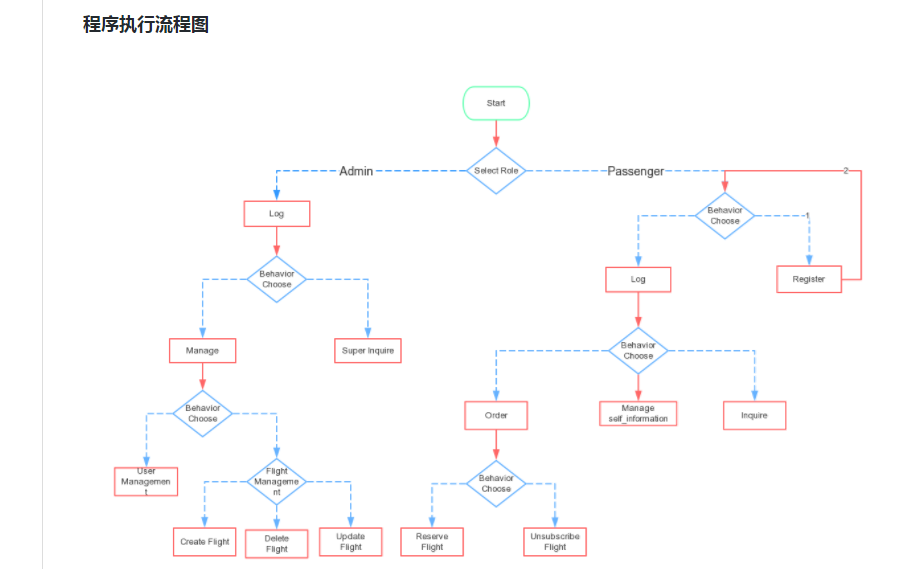 程序执行流程图
Start
Select Role
Admin
Passenger
2
Log
Behavior
Choose
1
Behavior
Choose
Log
Register
Manage
Super Inquire
Behavior
Choose
Behavior
Choose
Order
Manage
self_information
Inquire
User
Managemen
t
Flight
Manageme
nt
Behavior
Choose
Create Flight
Delete
Flight
Update
Flight
Reserve
Flight
Unsubscribe
Flight